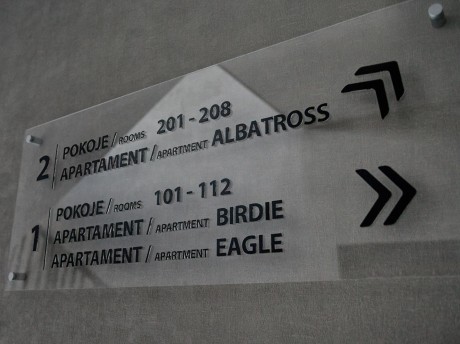 2 POKOJE / ROOMS 201 - 208
APARTAMENT / APARTMENT ALBATROSS
1 POKOJE / ROOMS 101 - 112
APARTAMENT / APARTMENT BIRDIE
APARTAMENT / APARTMENT EAGLE